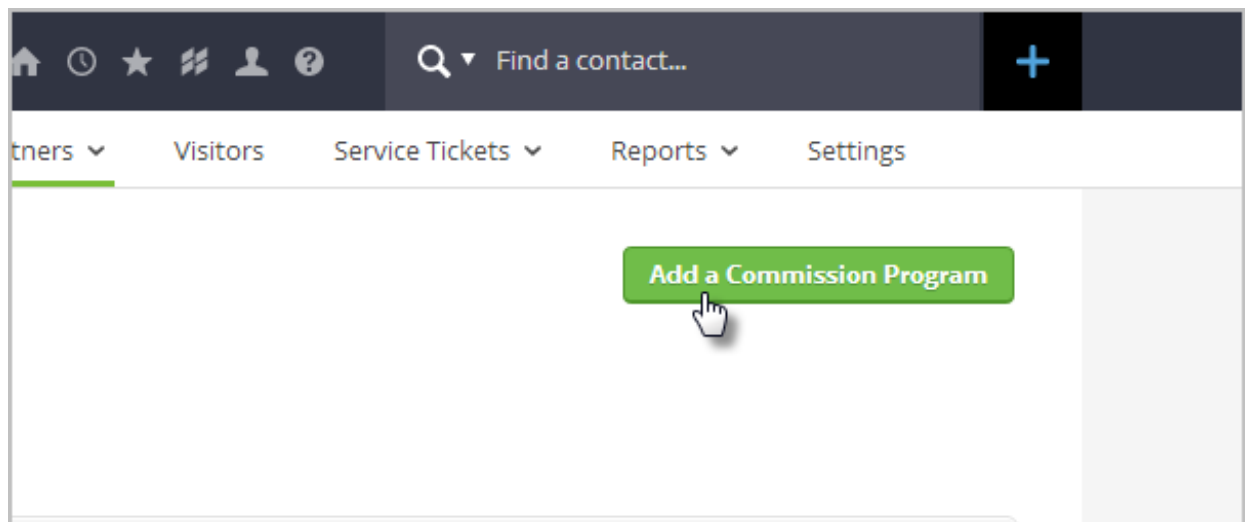 Find a contact...
tners Visitors Service Tickets Reports Settings
Add a Commission Program